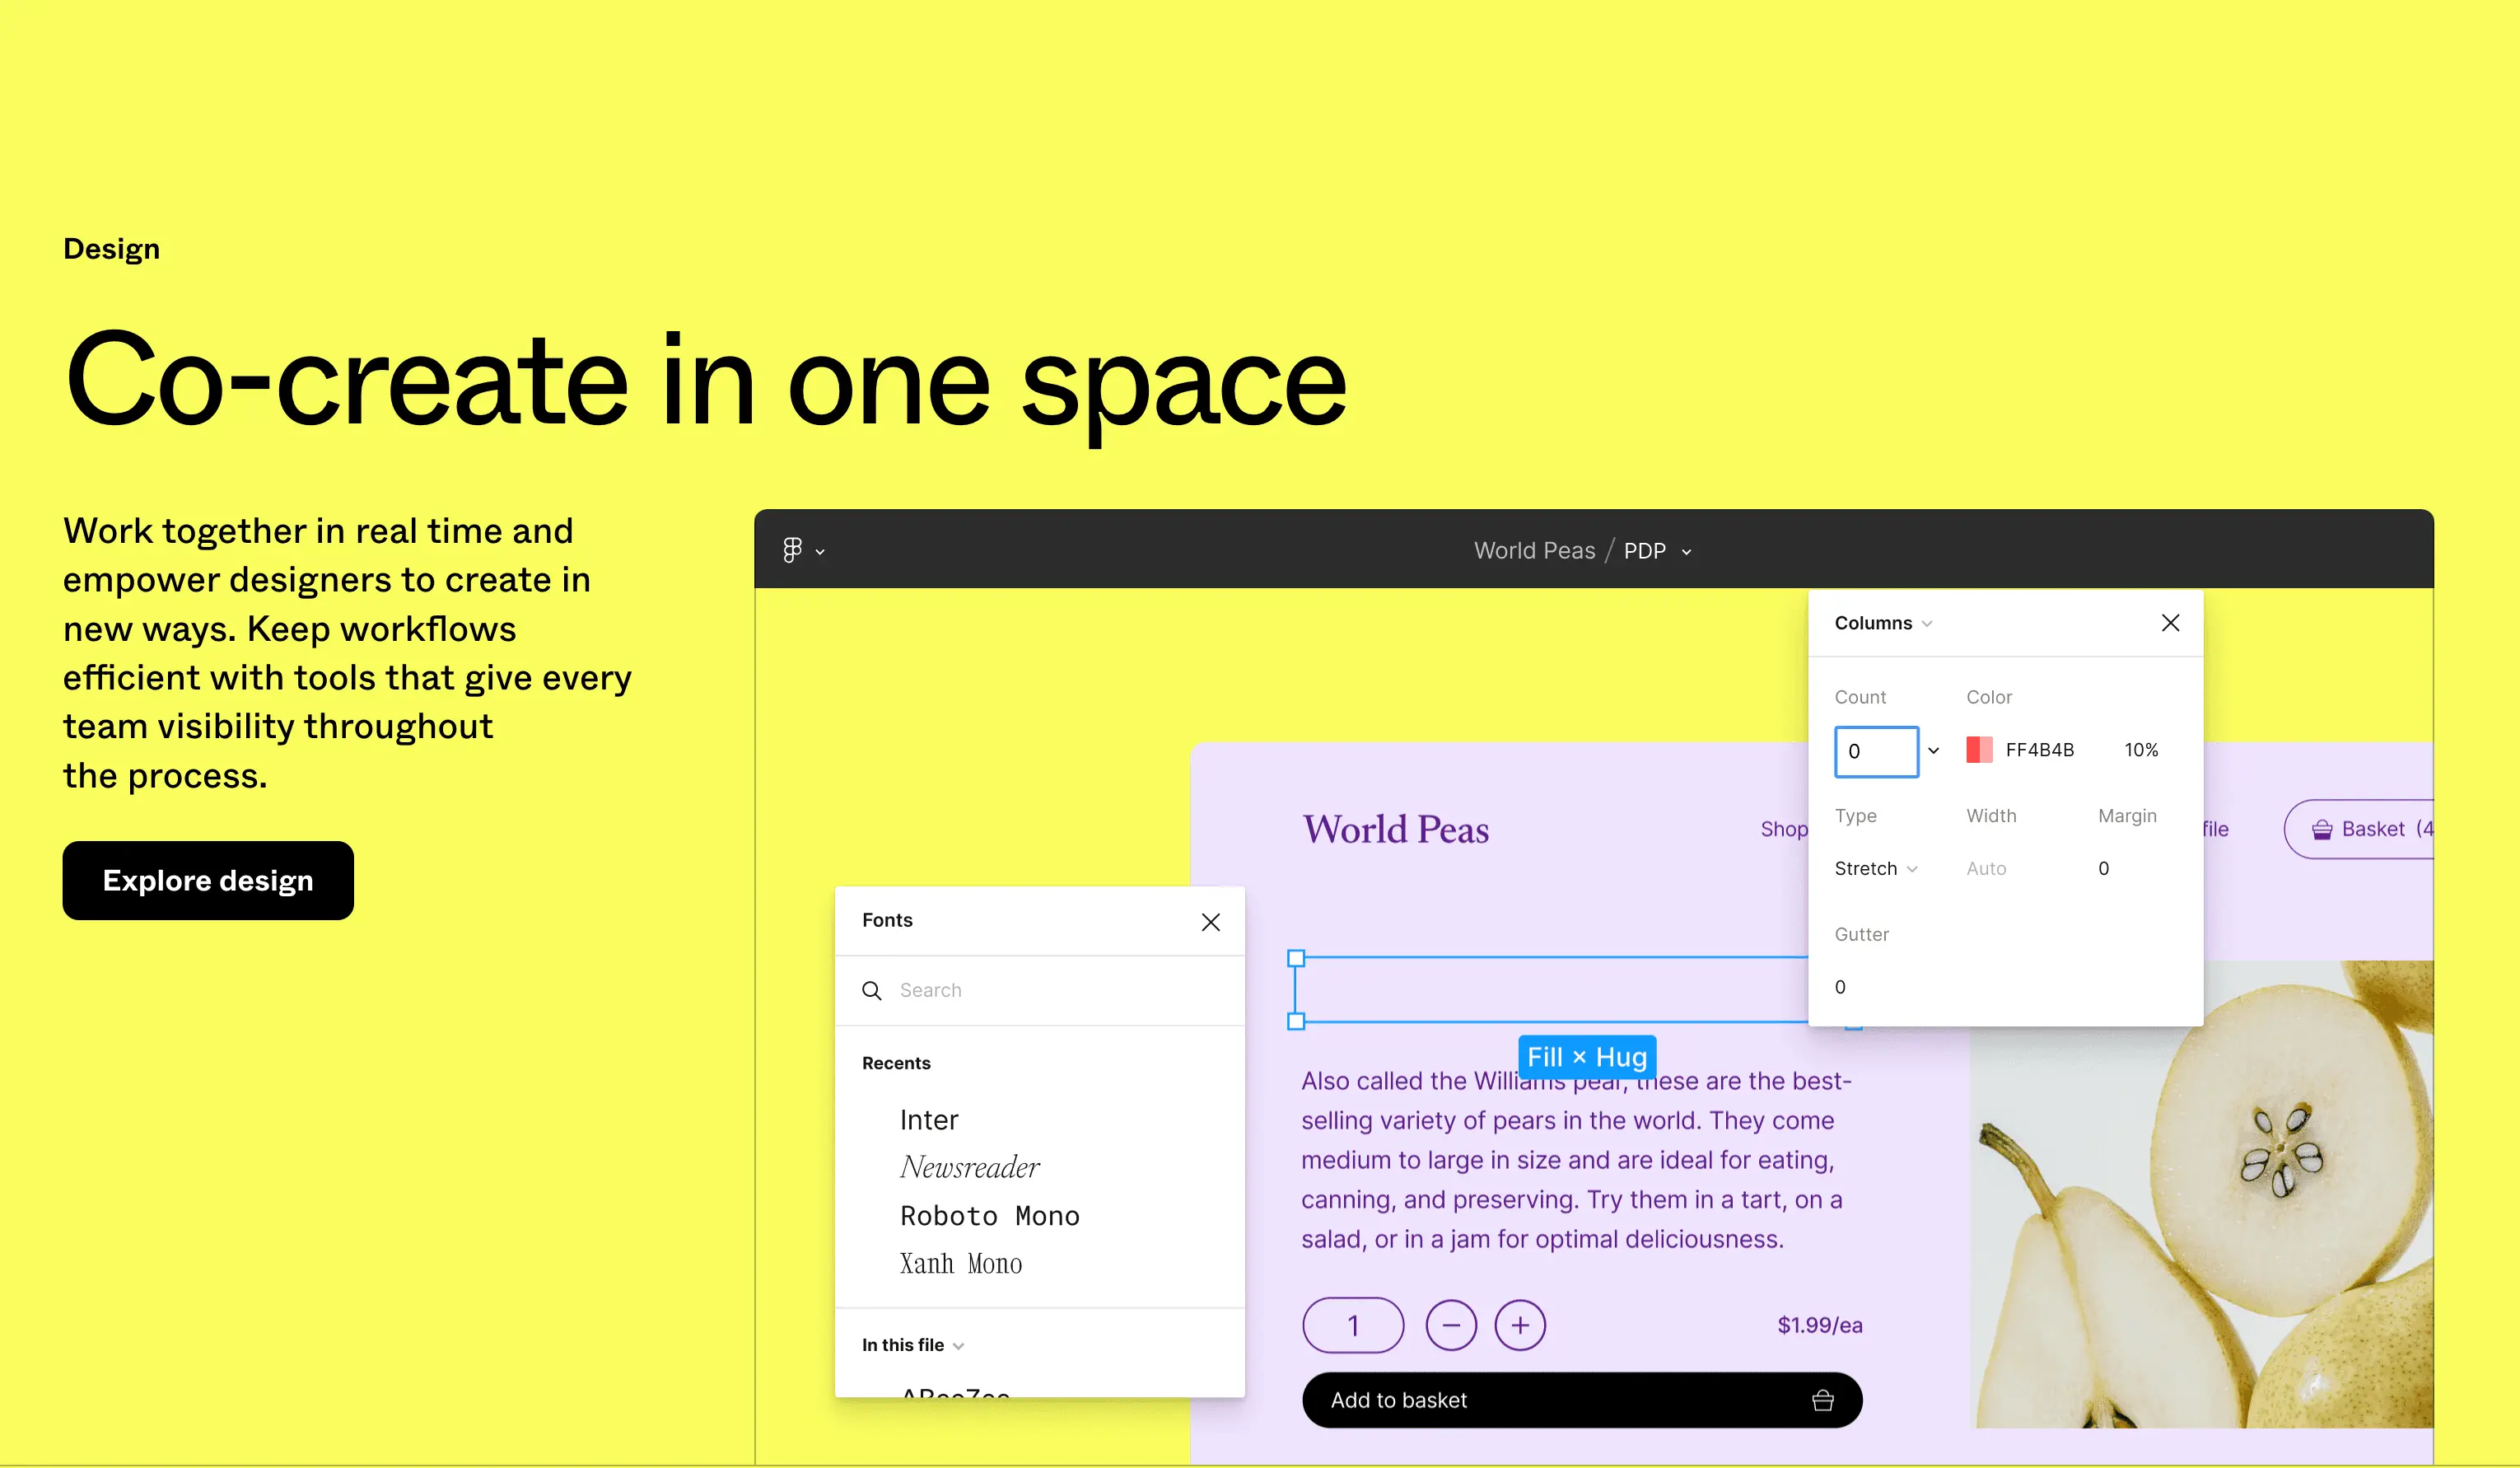 Design
Co-create in one space
Work together in real time and
empower designers to create in
new ways. Keep workflows
efficient with tools that give every
team visibility throughout
the process.
Explore design
World Peas / PDP
Columns
Count Color
0 FF4B4B 10%
Type Width Margin
Stretch Auto 0
Gutter
0
World Peas
Shop
file
Basket (4
Fonts
Search
Recents
Inter
Newsreader
Roboto Mono
Xanh Mono
In this file
ABeeZee
Fill × Hug
Also called the Williams pear, these are the best-
selling variety of pears in the world. They come
medium to large in size and are ideal for eating,
canning, and preserving. Try them in a tart, on a
salad, or in a jam for optimal deliciousness.
1 − +
$1.99/ea
Add to basket